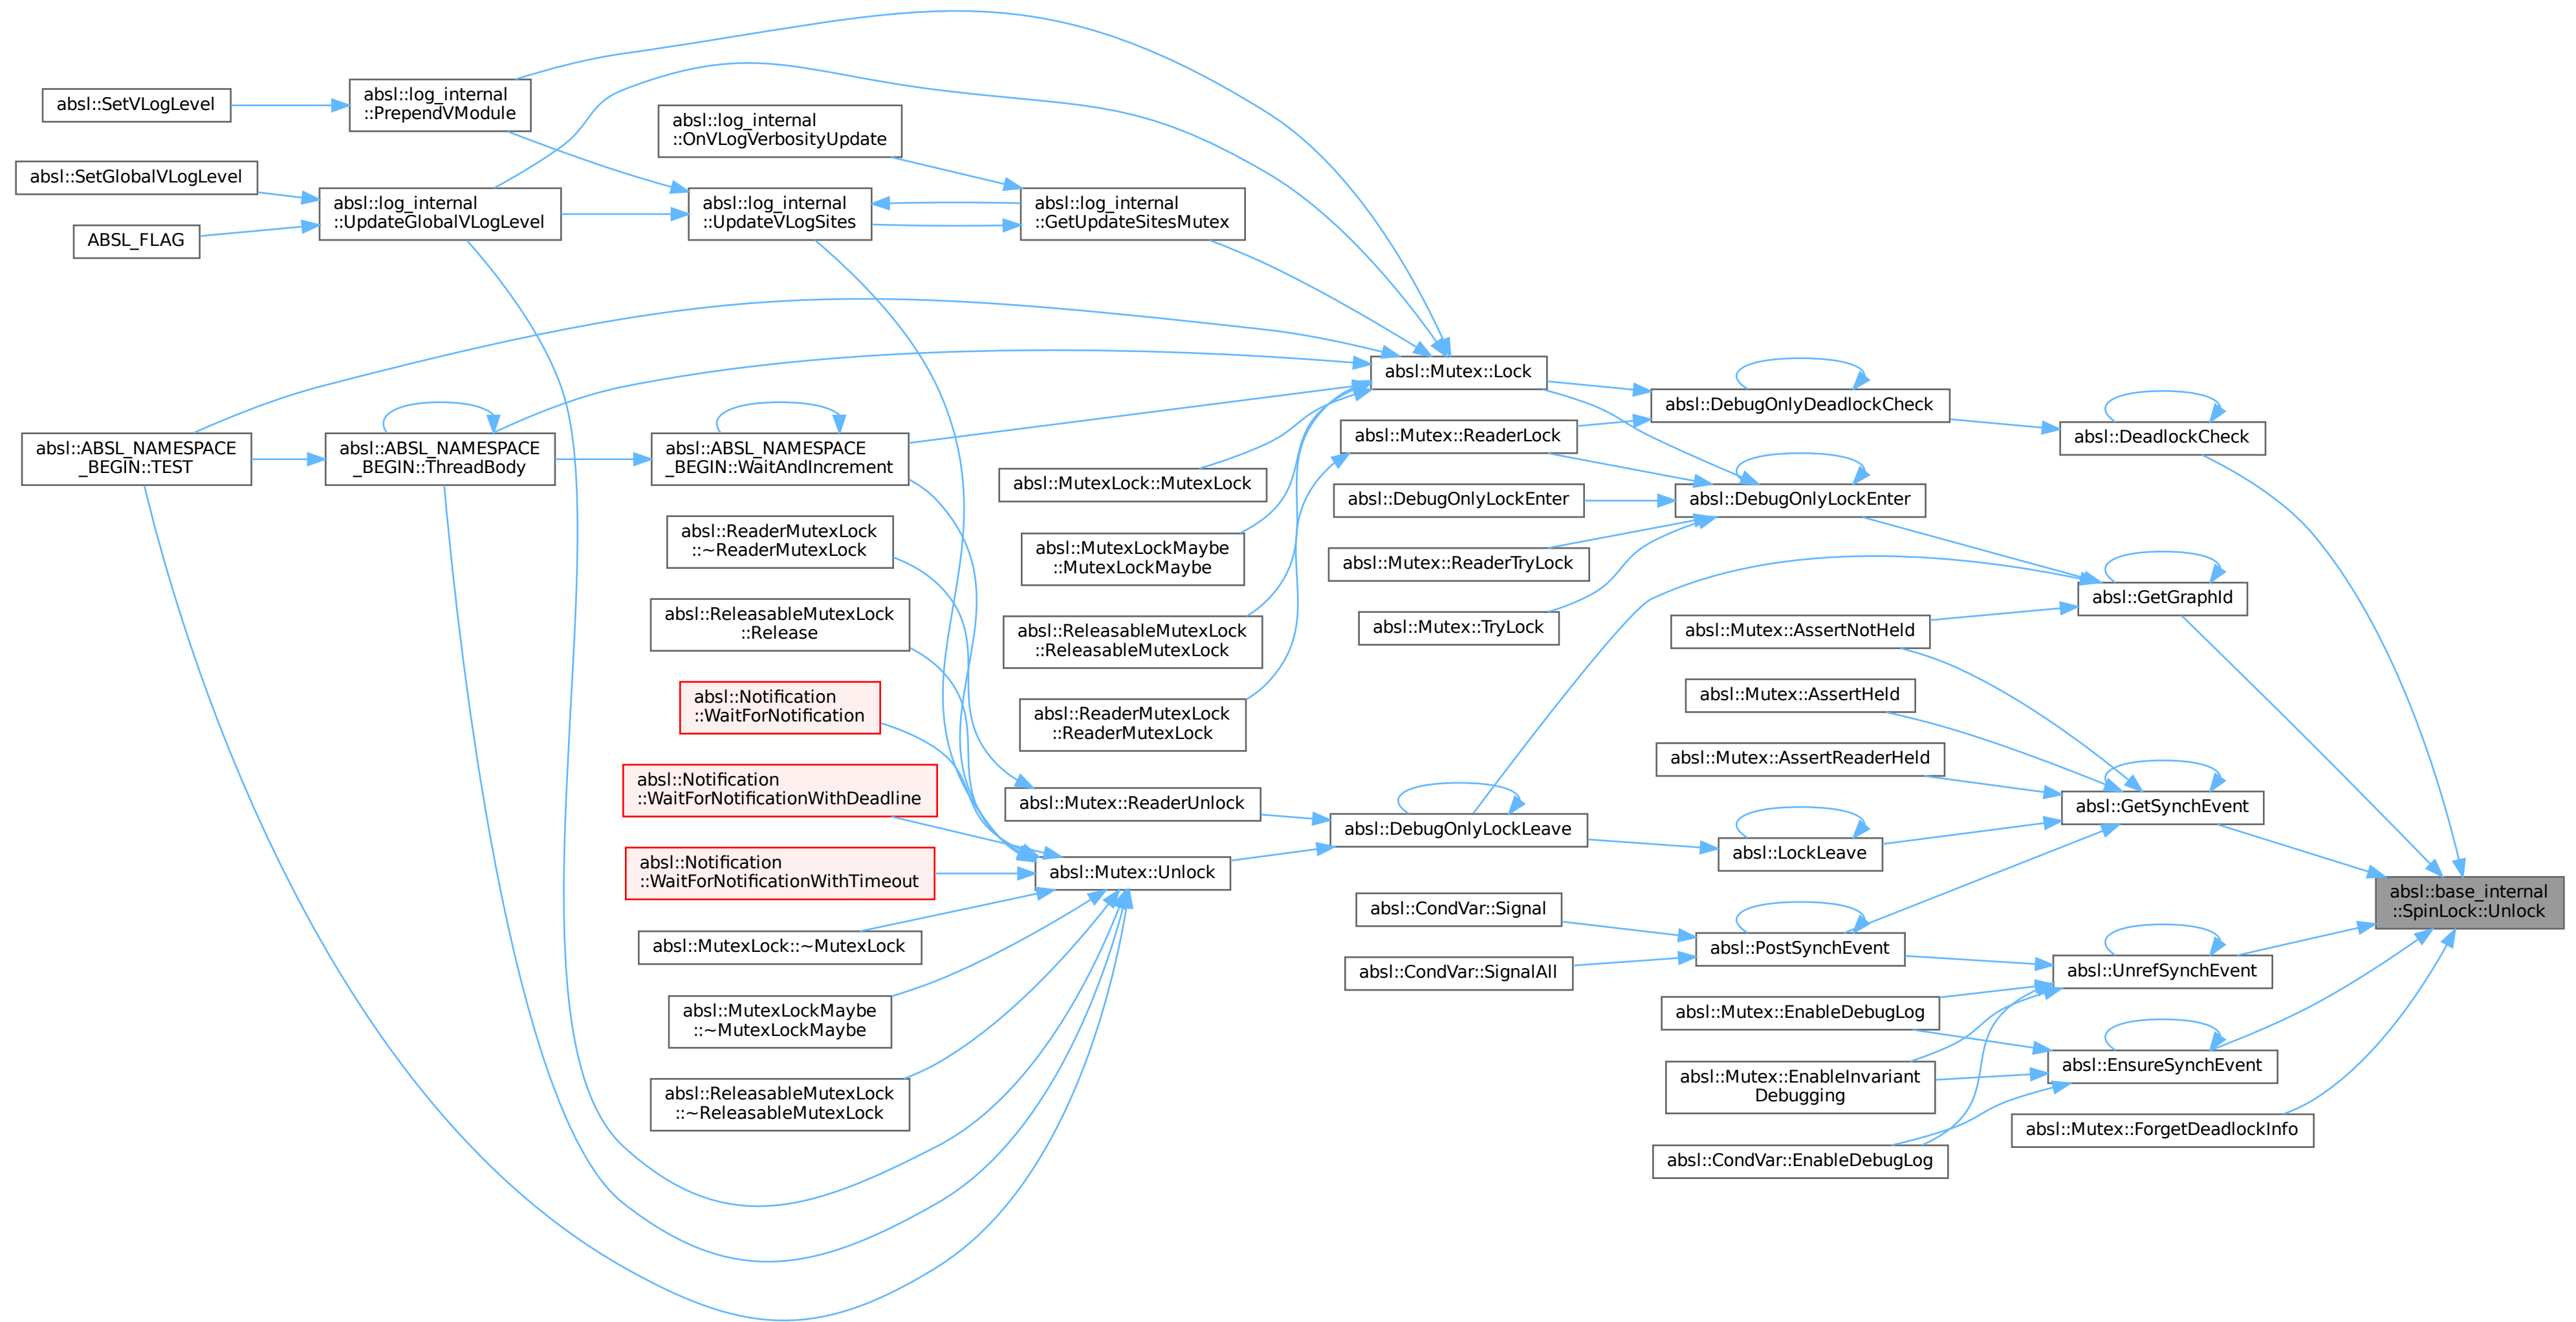 absl::SetVLogLevel
absl::SetGlobalVLogLevel
ABSL_FLAG
absl::ABSL_NAMESPACE
_BEGIN::TEST
absl::log_internal
::PrependVModule
absl::log_internal
::UpdateGlobalVLogLevel
absl::ABSL_NAMESPACE
_BEGIN::ThreadBody
absl::log_internal
::OnVLogVerbosityUpdate
absl::log_internal
::UpdateVLogSites
absl::ABSL_NAMESPACE
_BEGIN::WaitAndIncrement
absl::ReaderMutexLock
::~ReaderMutexLock
absl::ReleasableMutexLock
::Release
absl::Notification
::WaitForNotification
absl::Notification
::WaitForNotificationWithDeadline
absl::Notification
::WaitForNotificationWithTimeout
absl::MutexLock::~MutexLock
absl::MutexLockMaybe
::~MutexLockMaybe
absl::ReleasableMutexLock
::~ReleasableMutexLock
absl::log_internal
::GetUpdateSitesMutex
absl::MutexLock::MutexLock
absl::MutexLockMaybe
::MutexLockMaybe
absl::ReleasableMutexLock
::ReleasableMutexLock
absl::ReaderMutexLock
::ReaderMutexLock
absl::Mutex::ReaderUnlock
absl::Mutex::Unlock
absl::Mutex::Lock
absl::Mutex::ReaderLock
absl::DebugOnlyLockEnter
absl::Mutex::ReaderTryLock
absl::Mutex::TryLock
absl::DebugOnlyLockLeave
absl::CondVar::Signal
absl::CondVar::SignalAll
absl::DebugOnlyDeadlockCheck
absl::DebugOnlyLockEnter
absl::Mutex::AssertNotHeld
absl::Mutex::AssertHeld
absl::Mutex::AssertReaderHeld
absl::LockLeave
absl::PostSynchEvent
absl::Mutex::EnableDebugLog
absl::Mutex::EnableInvariant
Debugging
absl::CondVar::EnableDebugLog
absl::DeadlockCheck
absl::GetGraphId
absl::GetSynchEvent
absl::UnrefSynchEvent
absl::EnsureSynchEvent
absl::Mutex::ForgetDeadlockInfo
absl::base_internal
::SpinLock::Unlock